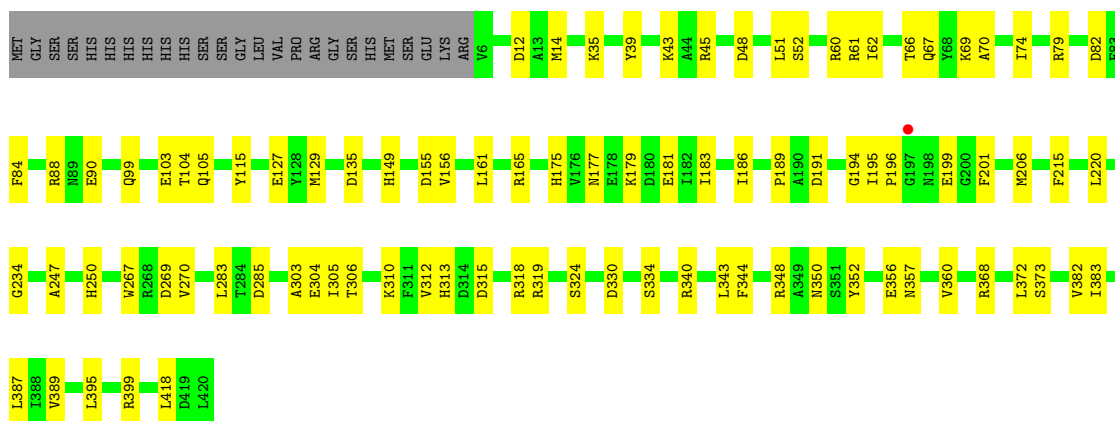 MET GLY SER SER HIS HIS HIS HIS HIS HIS SER SER GLY LEU VAL PRO ARG GLY SER HIS MET SER GLU LYS ARG V6 D12 A13 M14 K35 Y39 K43 A44 R45 D48 L51 S52 R60 R61 I62 T66 Q67 Y68 K69 A70 I74 R79 D82
F84 R88 N89 E90 Q99 E103 T104 Q105 Y115 E127 Y128 M129 D135 H149 D155 V156 L161 R165 H175 V176 N177 E178 K179 D180 E181 I182 I183 I186 P189 A190 D191 G194 I195 P196 G197 N198 E199 G200 F201 M206 F215 L220
G234 A247 H250 W267 R268 D269 V270 L283 T284 D285 A303 E304 I305 T306 K310 F311 V312 H313 D314 D315 R318 R319 S324 D330 S334 R340 L343 F344 R348 A349 N350 S351 Y352 E356 N357 V360 R368 L372 S373 V382 I383
L387 I388 V389 L395 R399 L418 D419 L420